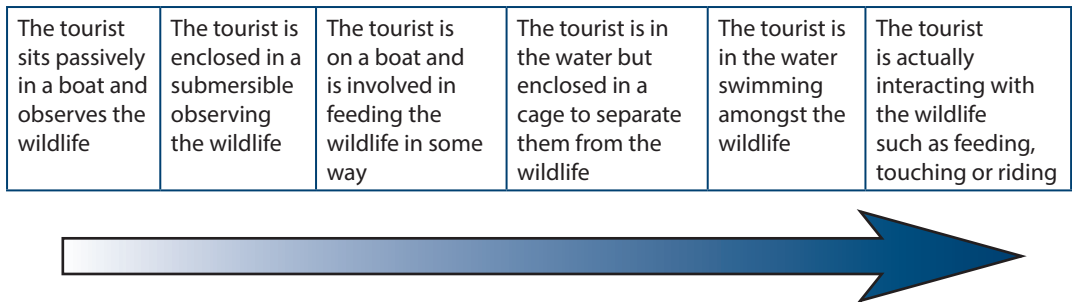 The tourist
sits passively
in a boat and
observes the
wildlife
The tourist is
enclosed in a
submersible
observing
the wildlife
The tourist is
on a boat and
is involved in
feeding the
wildlife in some
way
The tourist is in
the water but
enclosed in a
cage to separate
them from the
wildlife
The tourist is
in the water
swimming
amongst the
wildlife
The tourist
is actually
interacting with
the wildlife
such as feeding,
touching or riding